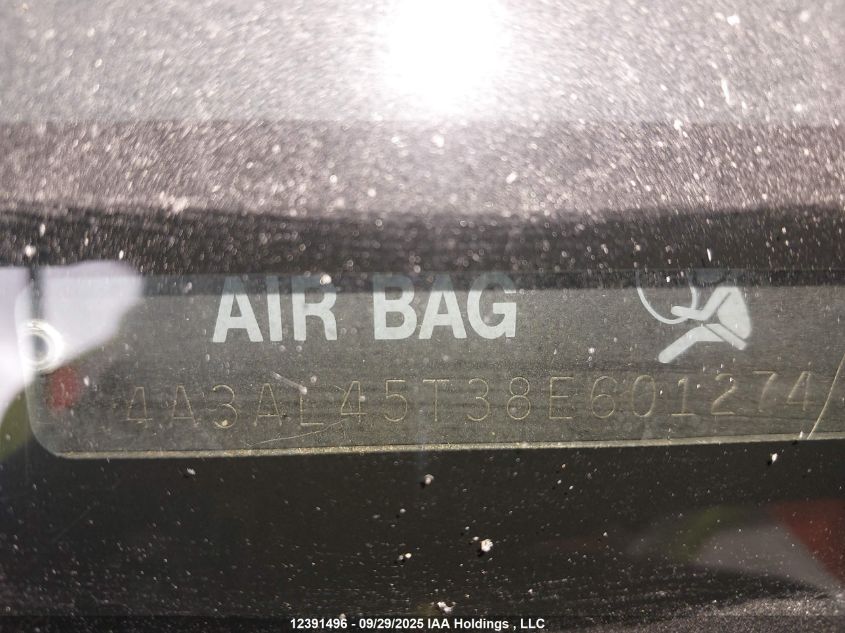 AIR BAG
4A3AL45T38E601274
12391496 - 09/29/2025 IAA Holdings , LLC